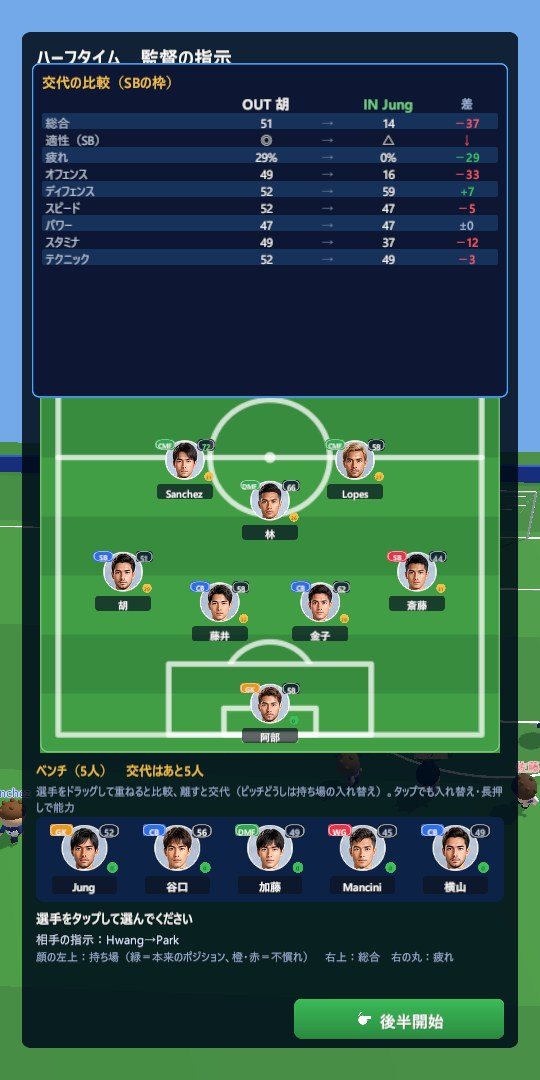 ハーフタイム　監督の指示
交代の比較（SBの枠）
OUT 胡 IN Jung 差
総合 51 → 14 −37
適性（SB） ◎ → △ ↓
疲れ 29% → 0% −29
オフェンス 49 → 16 −33
ディフェンス 52 → 59 +7
スピード 52 → 47 −5
パワー 47 → 47 ±0
スタミナ 49 → 37 −12
テクニック 52 → 49 −3
CMF 72 CMF 59
Sanchez Lopes
DMF 66
林
SB 51 SB 44
胡 斎藤
CB 58 CB 62
藤井 金子
GK 58
阿部
ベンチ（5人）　交代はあと5人
選手をドラッグして重ねると比較、離すと交代（ピッチどうしは持ち場の入れ替え）。タップでも入れ替え・長押
しで能力
GK 52 CB 56 DMF 49 WG 45 CB 49
0 0 0 0 0
Jung 谷口 加藤 Mancini 横山
選手をタップして選んでください
相手の指示：Hwang→Park
顔の左上：持ち場（緑＝本来のポジション、橙・赤＝不慣れ）　右上：総合　右の丸：疲れ
後半開始